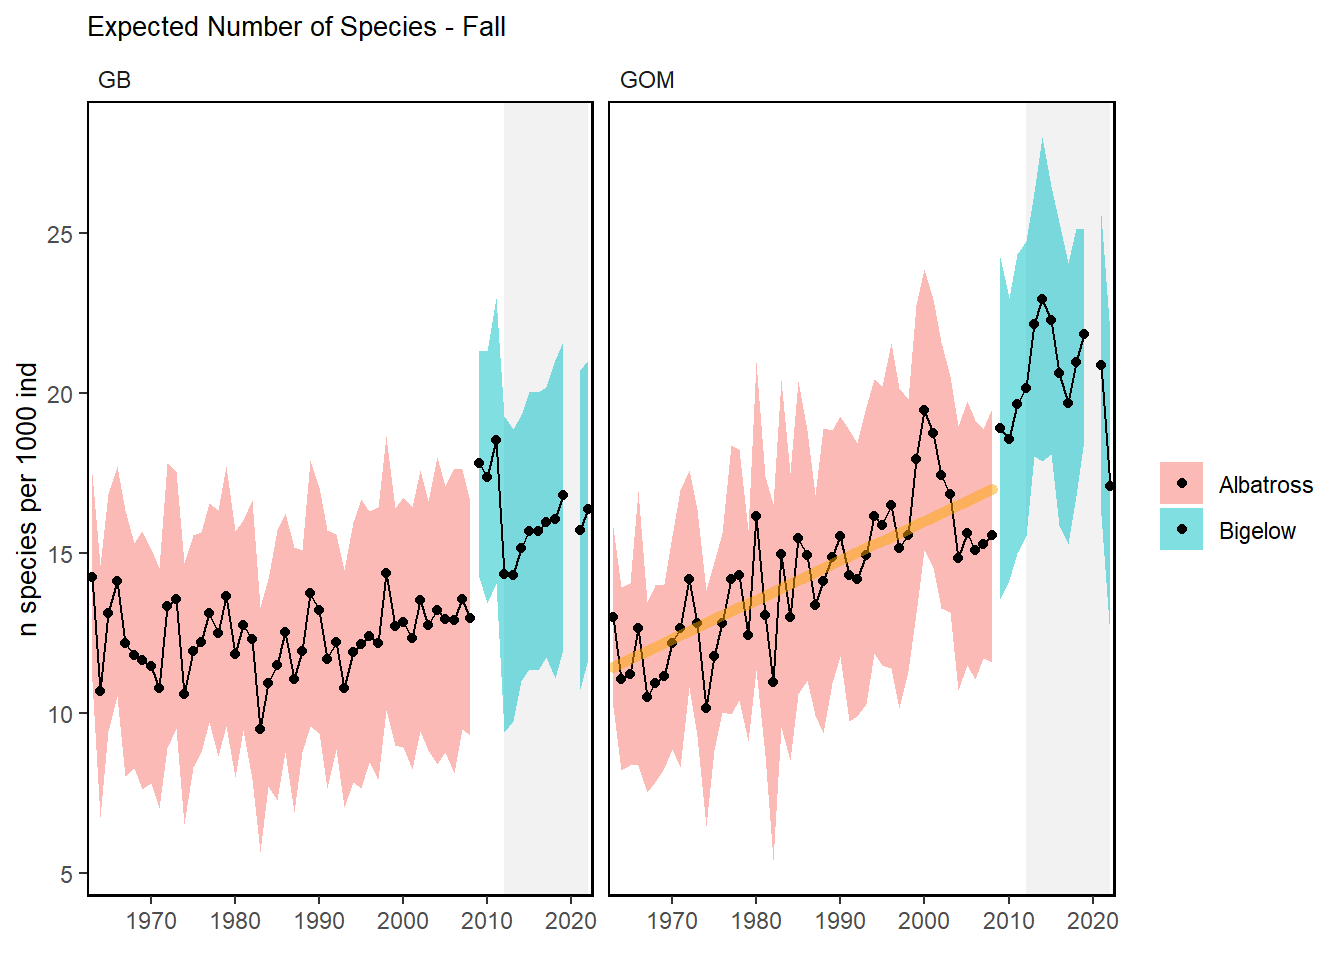 Expected Number of Species - Fall
GB
GOM
n species per 1000 ind
25
20
15
10
5
1970 1980 1990 2000 2010 2020
1970 1980 1990 2000 2010 2020
Albatross
Bigelow